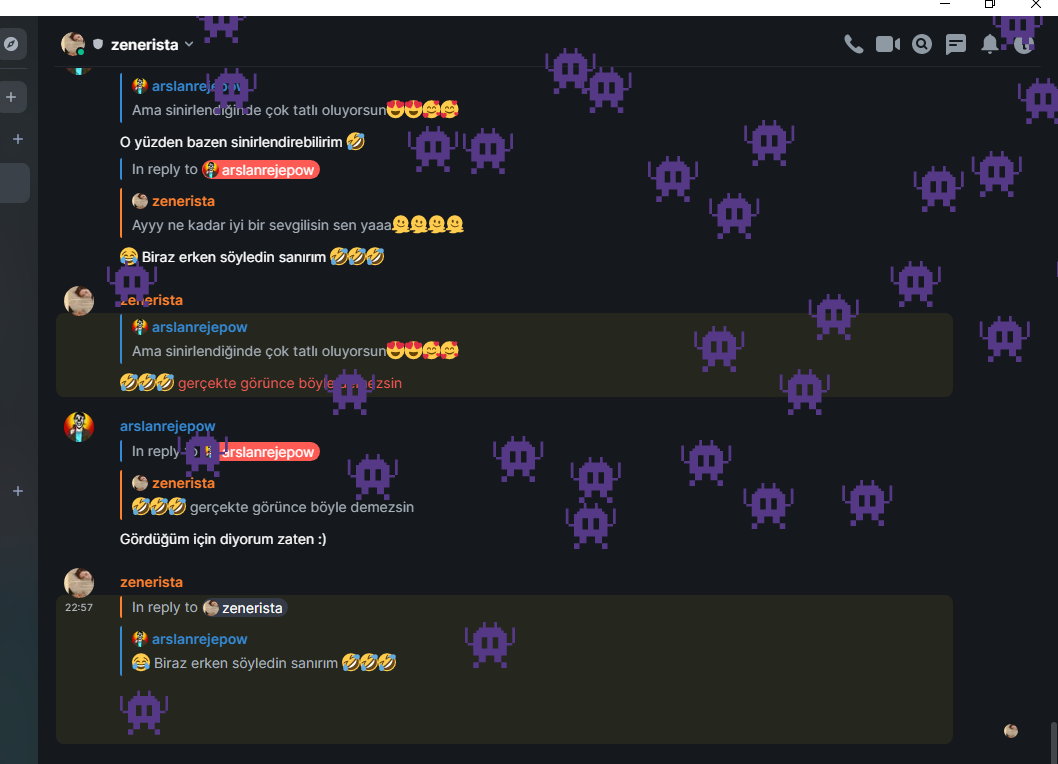 zenerista
arslanrejepow
Ama sinirlendiğinde çok tatlı oluyorsun😍😍🥰🥰
O yüzden bazen sinirlendirebilirim 🤣
In reply to arslanrejepow
zenerista
Ayyy ne kadar iyi bir sevgilisin sen yaaa🫠🫠🫠🫠
😂 Biraz erken söyledin sanırım 🤣🤣🤣
zenerista
arslanrejepow
Ama sinirlendiğinde çok tatlı oluyorsun😍😍🥰🥰
🤣🤣🤣 gerçekte görünce böyle demezsin
arslanrejepow
In reply to arslanrejepow
zenerista
🤣🤣🤣 gerçekte görünce böyle demezsin
Gördüğüm için diyorum zaten :)
zenerista
22:57
In reply to zenerista
arslanrejepow
😂 Biraz erken söyledin sanırım 🤣🤣🤣